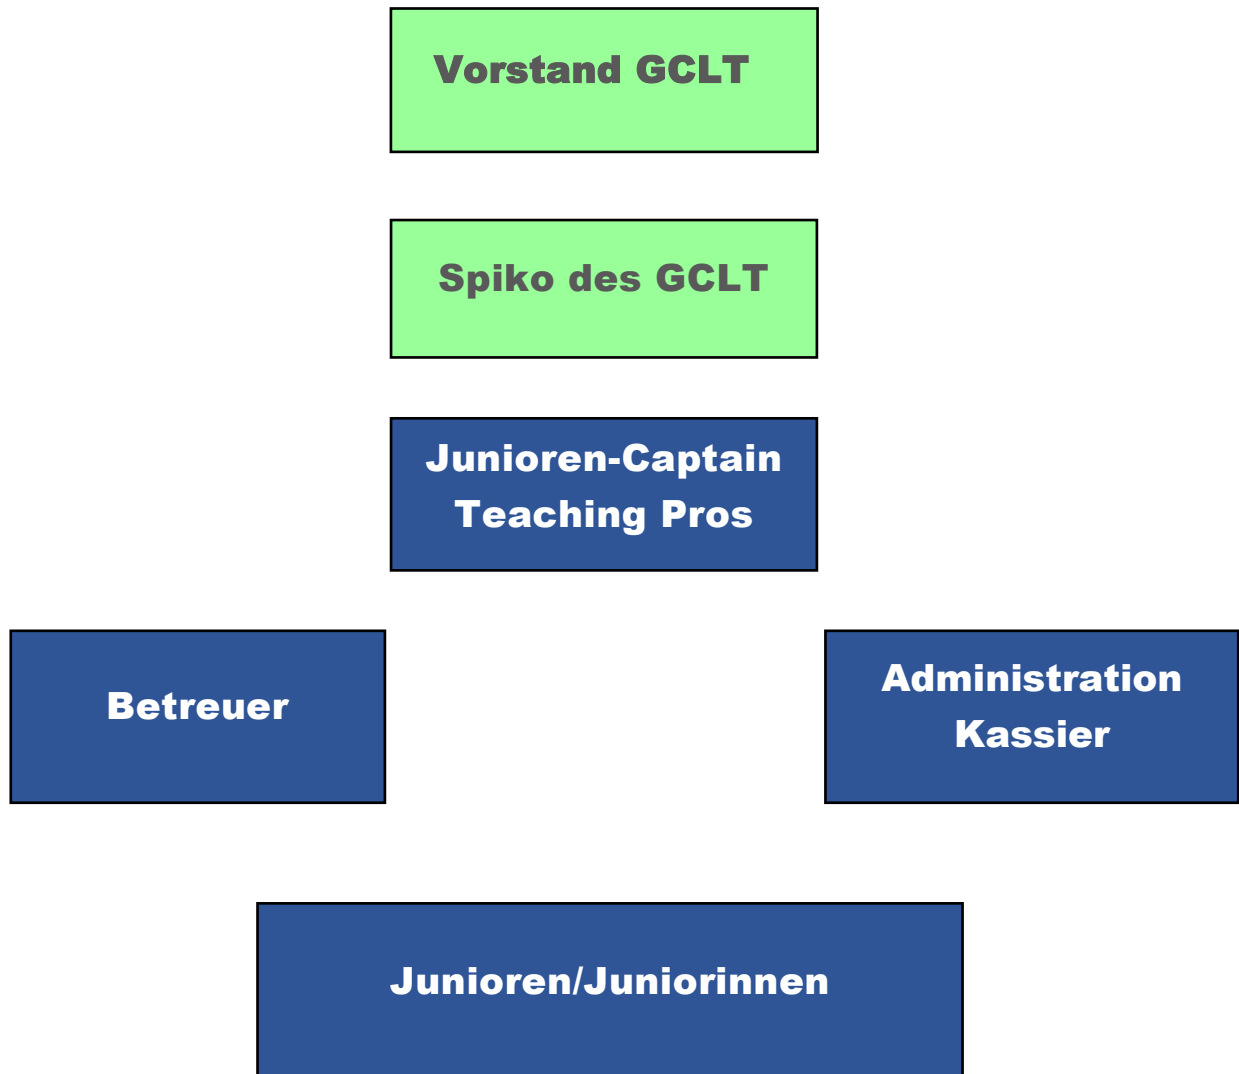 Vorstand GCLT
Spiko des GCLT
Junioren-Captain
Teaching Pros
Betreuer
Administration
Kassier
Junioren/Juniorinnen